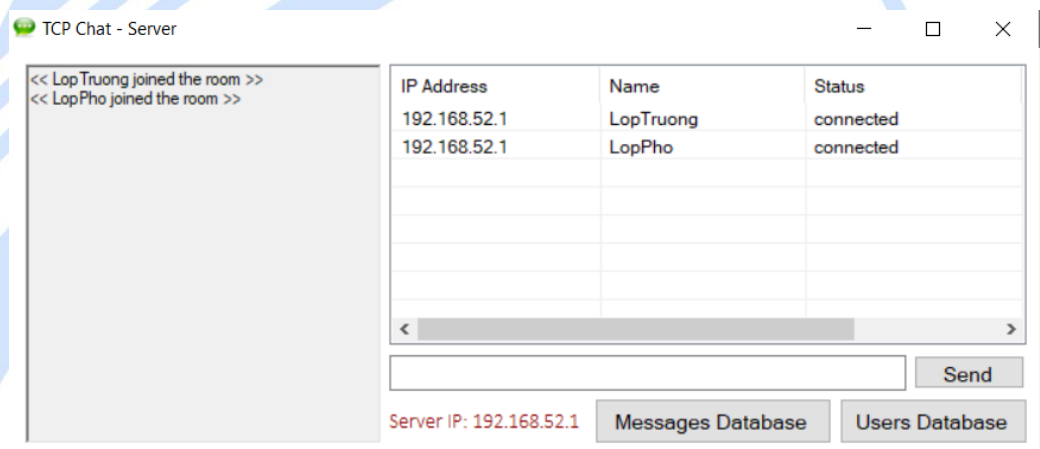 TCP Chat - Server
<< LopTruong joined the room >>
<< LopPho joined the room >>
IP Address Name Status
192.168.52.1 LopTruong connected
192.168.52.1 LopPho connected
Send
Server IP: 192.168.52.1 Messages Database Users Database